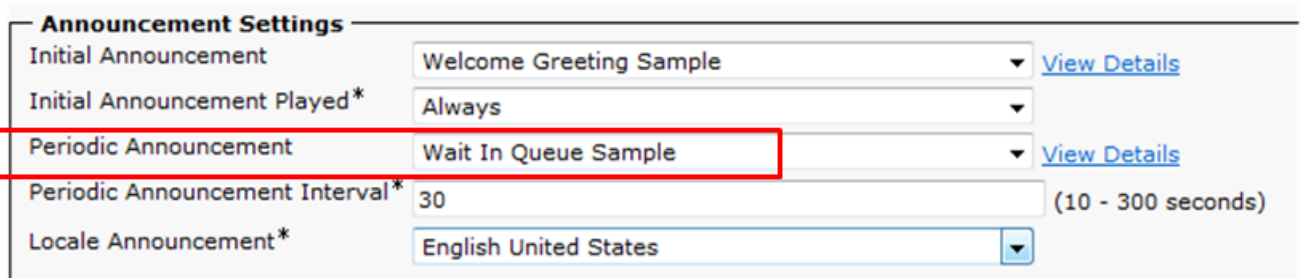 Announcement Settings
Initial Announcement Welcome Greeting Sample View Details
Initial Announcement Played* Always
Periodic Announcement Wait In Queue Sample View Details
Periodic Announcement Interval* 30 (10 - 300 seconds)
Locale Announcement* English United States